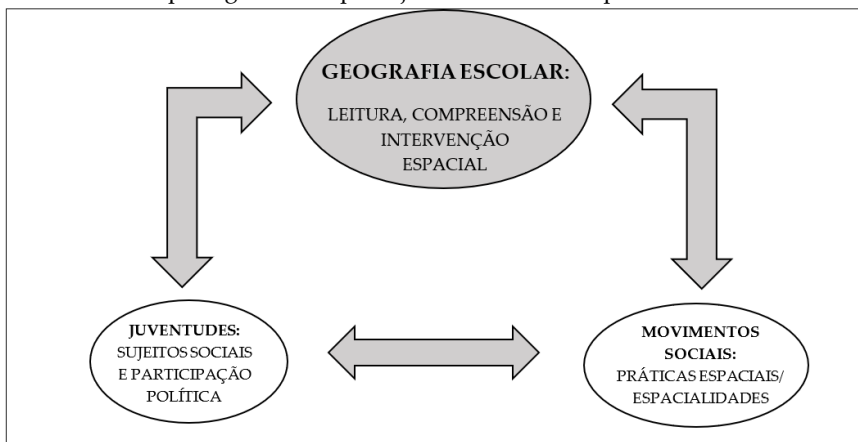 GEOGRAFIA ESCOLAR:
LEITURA, COMPREENSÃO E
INTERVENÇÃO
ESPACIAL
JUVENTUDES:
SUJEITOS SOCIAIS
E PARTICIPAÇÃO
POLÍTICA
MOVIMENTOS
SOCIAIS:
PRÁTICAS ESPACIAIS/
ESPACIALIDADES